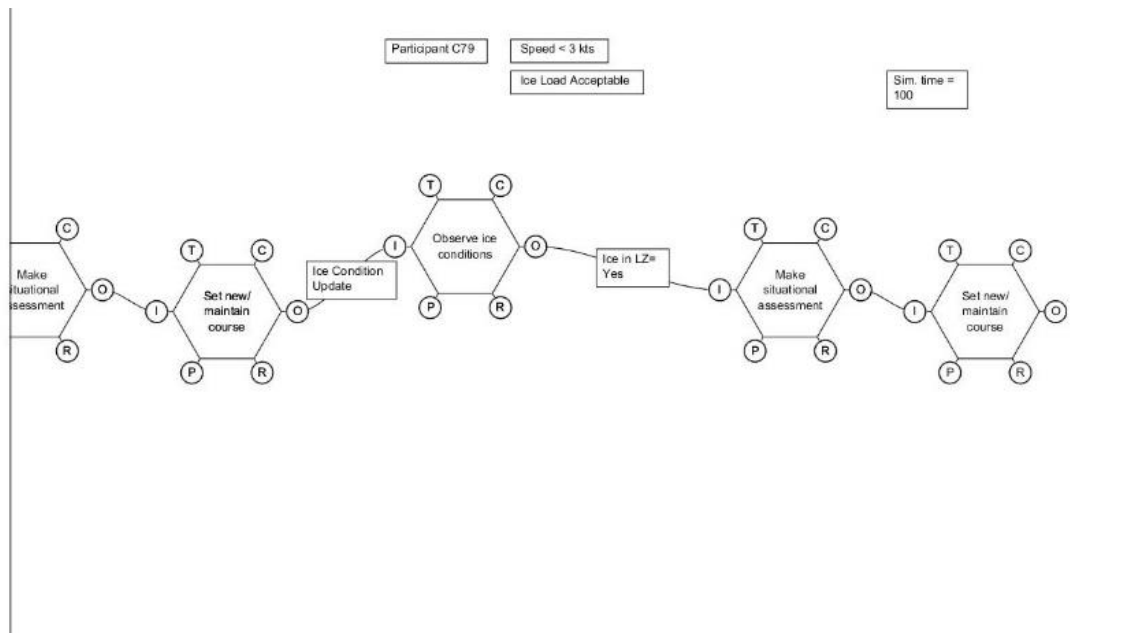 Participant C79
Speed < 3 kts
Ice Load Acceptable
Sim. time =
100
C
Make
ituational
ssessment
O
R
T
C
I
Set new/
maintain
course
O
P
R
Ice Condition
Update
T
C
I
Observe ice
conditions
O
P
R
Ice in LZ=
Yes
T
C
I
Make
situational
assessment
O
P
R
T
C
I
Set new/
maintain
course
O
P
R